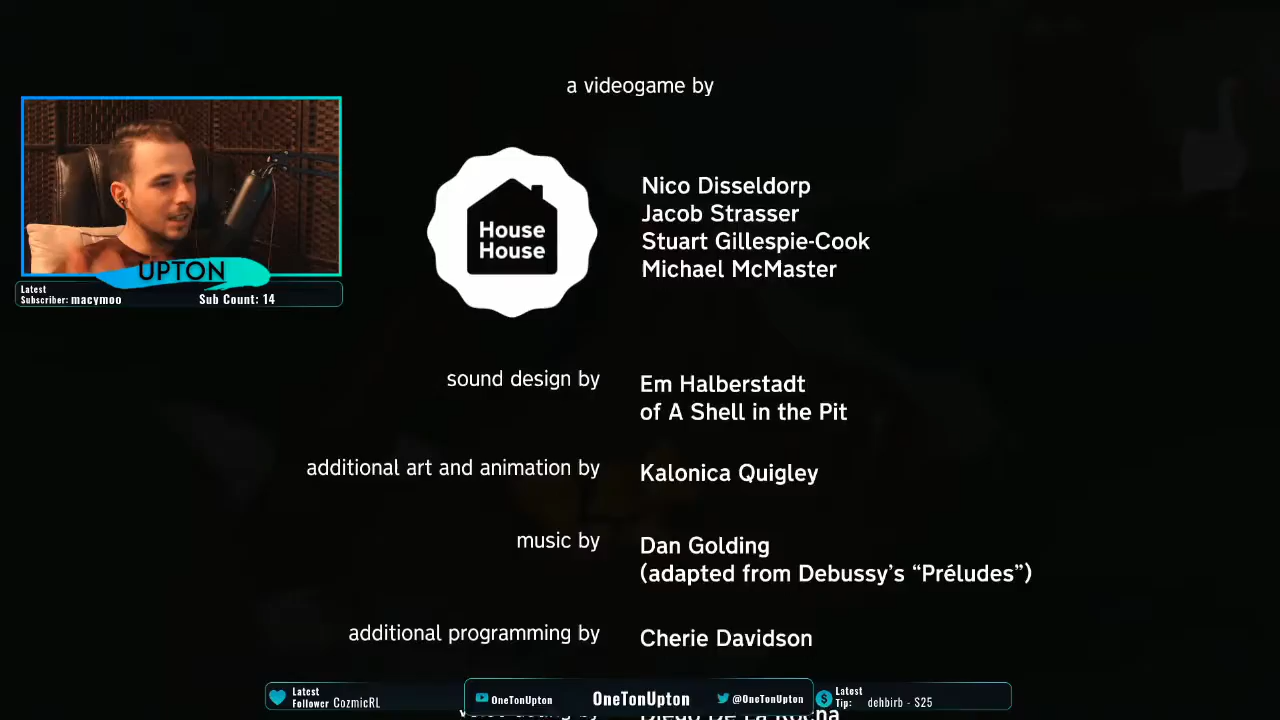 a videogame by
House
House
Nico Disseldorp
Jacob Strasser
Stuart Gillespie-Cook
Michael McMaster
UPTON
Latest
Subscriber: macymoo
Sub Count: 14
sound design by
Em Halberstadt
of A Shell in the Pit
additional art and animation by
Kalonica Quigley
music by
Dan Golding
(adapted from Debussy’s “Préludes”)
additional programming by
Cherie Davidson
Latest
Follower CozmicRL
OneTonUpton
OneTonUpton
@OneTonUpton
Latest
Tip:
dehbirb - $25